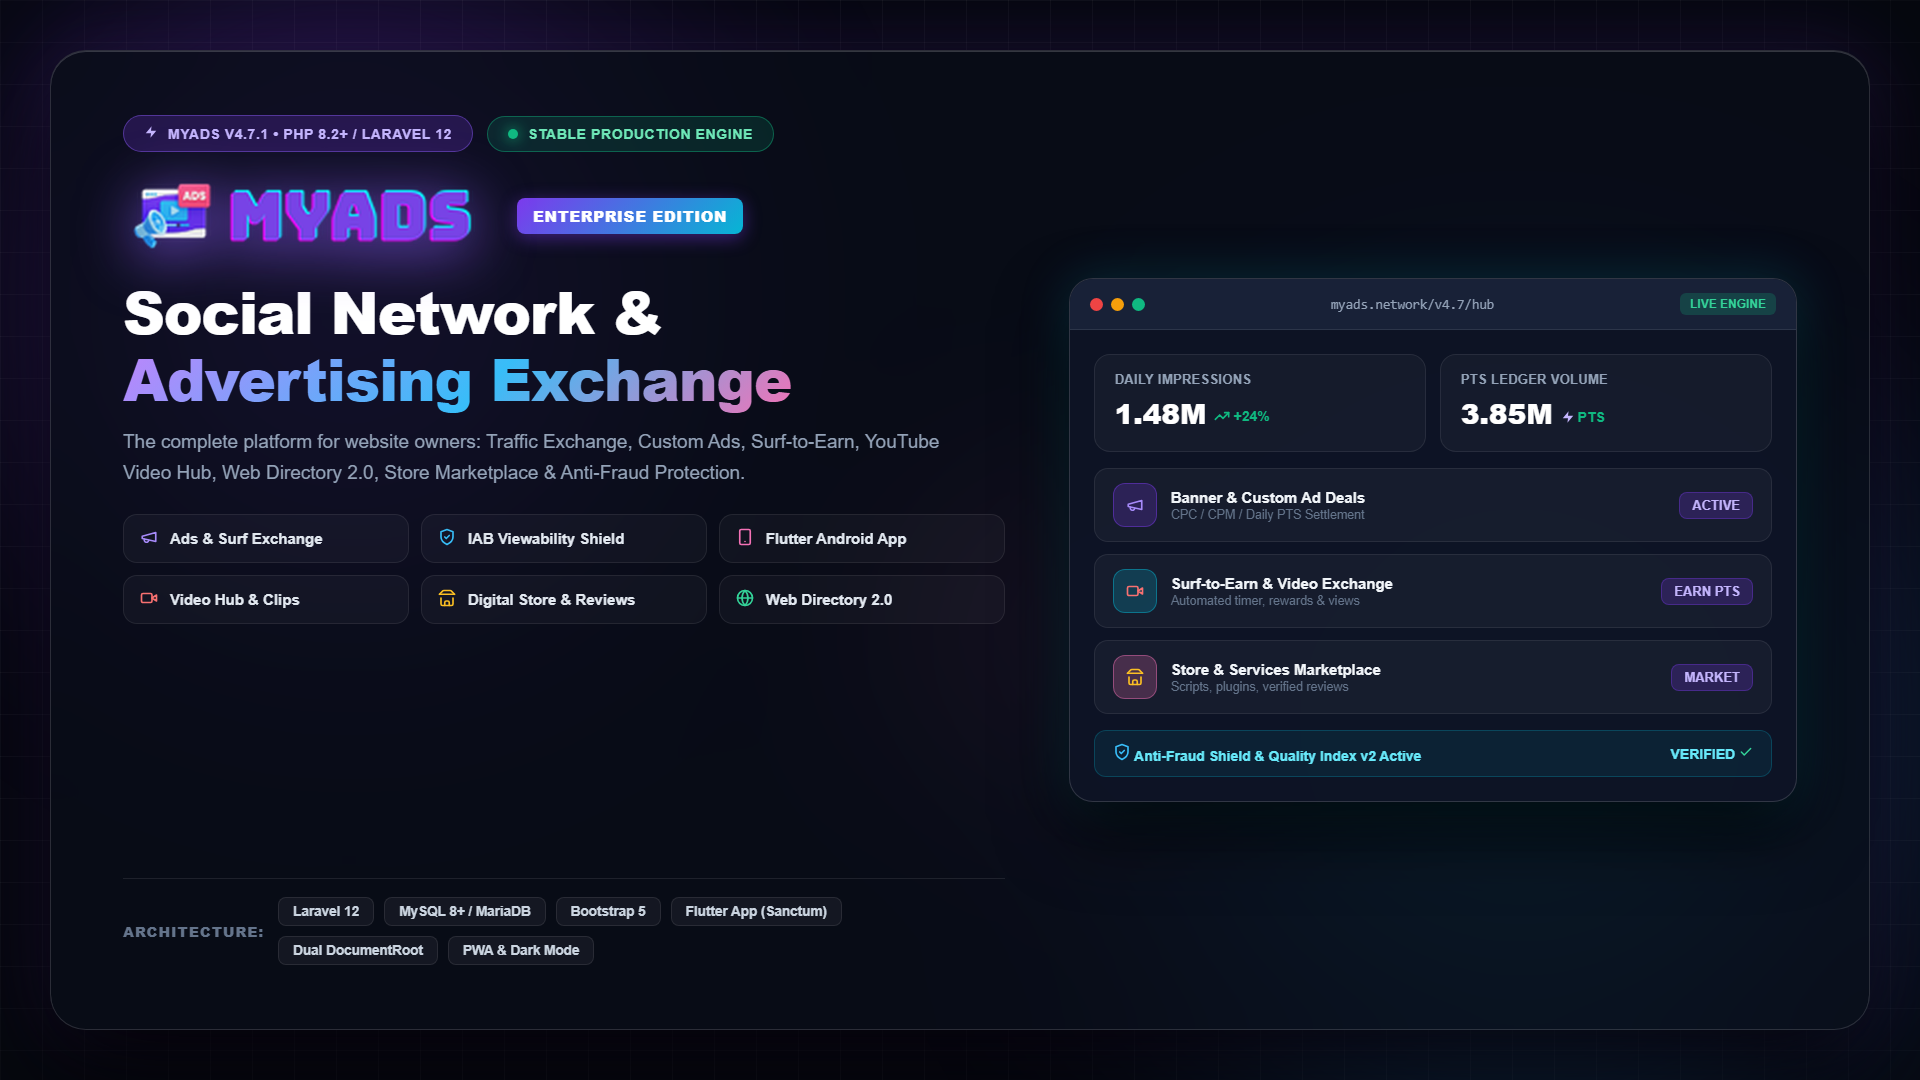 MYADS V4.7.1 • PHP 8.2+ / LARAVEL 12
STABLE PRODUCTION ENGINE
ADS
MYADS
ENTERPRISE EDITION
Social Network &
Advertising Exchange
The complete platform for website owners: Traffic Exchange, Custom Ads, Surf-to-Earn, YouTube
Video Hub, Web Directory 2.0, Store Marketplace & Anti-Fraud Protection.
Ads & Surf Exchange
IAB Viewability Shield
Flutter Android App
Video Hub & Clips
Digital Store & Reviews
Web Directory 2.0
ARCHITECTURE:
Laravel 12
MySQL 8+ / MariaDB
Bootstrap 5
Flutter App (Sanctum)
Dual DocumentRoot
PWA & Dark Mode
myads.network/v4.7/hub
LIVE ENGINE
DAILY IMPRESSIONS
1.48M +24%
PTS LEDGER VOLUME
3.85M PTS
Banner & Custom Ad Deals
CPC / CPM / Daily PTS Settlement
ACTIVE
Surf-to-Earn & Video Exchange
Automated timer, rewards & views
EARN PTS
Store & Services Marketplace
Scripts, plugins, verified reviews
MARKET
Anti-Fraud Shield & Quality Index v2 Active
VERIFIED ✓